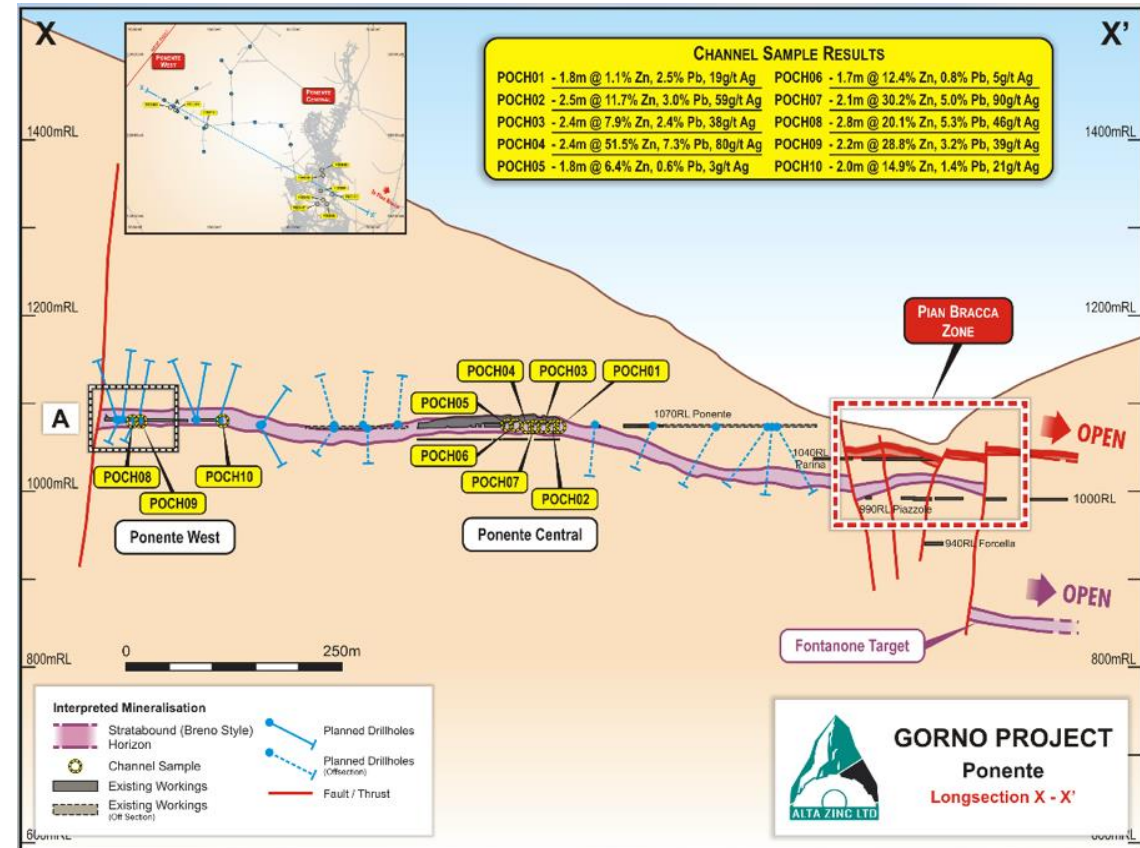 X
X'
PONENTE WEST
PONENTE CENTRAL
To Pian Bracca
CHANNEL SAMPLE RESULTS
POCH01 - 1.8m @ 1.1% Zn, 2.5% Pb, 19g/t Ag
POCH06 - 1.7m @ 12.4% Zn, 0.8% Pb, 5g/t Ag
POCH02 - 2.5m @ 11.7% Zn, 3.0% Pb, 59g/t Ag
POCH07 - 2.1m @ 30.2% Zn, 5.0% Pb, 90g/t Ag
POCH03 - 2.4m @ 7.9% Zn, 2.4% Pb, 38g/t Ag
POCH08 - 2.8m @ 20.1% Zn, 5.3% Pb, 46g/t Ag
POCH04 - 2.4m @ 51.5% Zn, 7.3% Pb, 80g/t Ag
POCH09 - 2.2m @ 28.8% Zn, 3.2% Pb, 39g/t Ag
POCH05 - 1.8m @ 6.4% Zn, 0.6% Pb, 3g/t Ag
POCH10 - 2.0m @ 14.9% Zn, 1.4% Pb, 21g/t Ag
1400mRL
1400mRL
1200mRL
1200mRL
PIAN BRACCA
ZONE
POCH04
POCH03
POCH01
POCH05
A
1070RL Ponente
OPEN
POCH06
1040RL
Parina
POCH08
POCH10
POCH07
POCH09
POCH02
1000mRL
1000RL
990RL Piazzole
Ponente West
Ponente Central
940RL Forcella
OPEN
Fontanone Target
0
250m
800mRL
800mRL
Interpreted Mineralisation
Stratabound (Breno Style)
Horizon
Channel Sample
Existing Workings
Existing Workings
(Off Section)
Planned Drillholes
Planned Drillholes
(Offsection)
Fault / Thrust
ALTA ZINC LTD
GORNO PROJECT
Ponente
Longsection X - X'